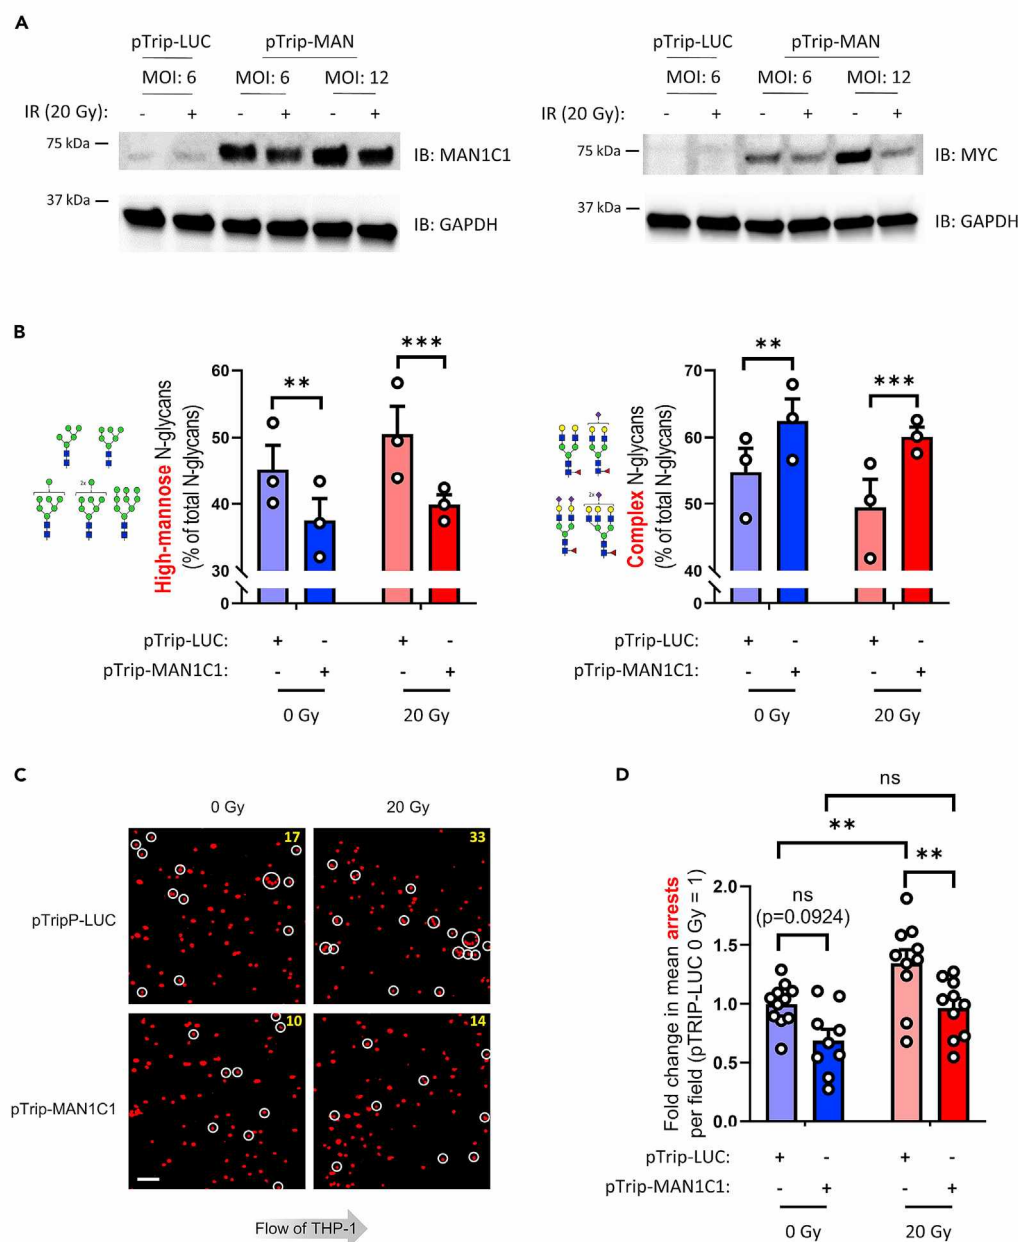 A
pTrip-LUC pTrip-MAN
MOI: 6 MOI: 6 MOI: 12
IR (20 Gy): - + - + - +
75 kDa
IB: MAN1C1
37 kDa
IB: GAPDH
pTrip-LUC pTrip-MAN
MOI: 6 MOI: 6 MOI: 12
IR (20 Gy): - + - + - +
75 kDa
IB: MYC
37 kDa
IB: GAPDH
B
High-mannose N-glycans
(% of total N-glycans)
60
50
40
30
0
** ***
2x
pTrip-LUC: + - + -
pTrip-MAN1C1: - + - +
0 Gy 20 Gy
Complex N-glycans
(% of total N-glycans)
70
60
50
40
0
** ***
2x
pTrip-LUC: + - + -
pTrip-MAN1C1: - + - +
0 Gy 20 Gy
C
0 Gy 20 Gy
pTripP-LUC
17 33
pTrip-MAN1C1
10 14
Flow of THP-1
D
Fold change in mean arrests
per field (pTRIP-LUC 0 Gy = 1)
2.0
1.5
1.0
0.5
0.0
ns
**
**
ns
(p=0.0924)
pTrip-LUC: + - + -
pTrip-MAN1C1: - + - +
0 Gy 20 Gy